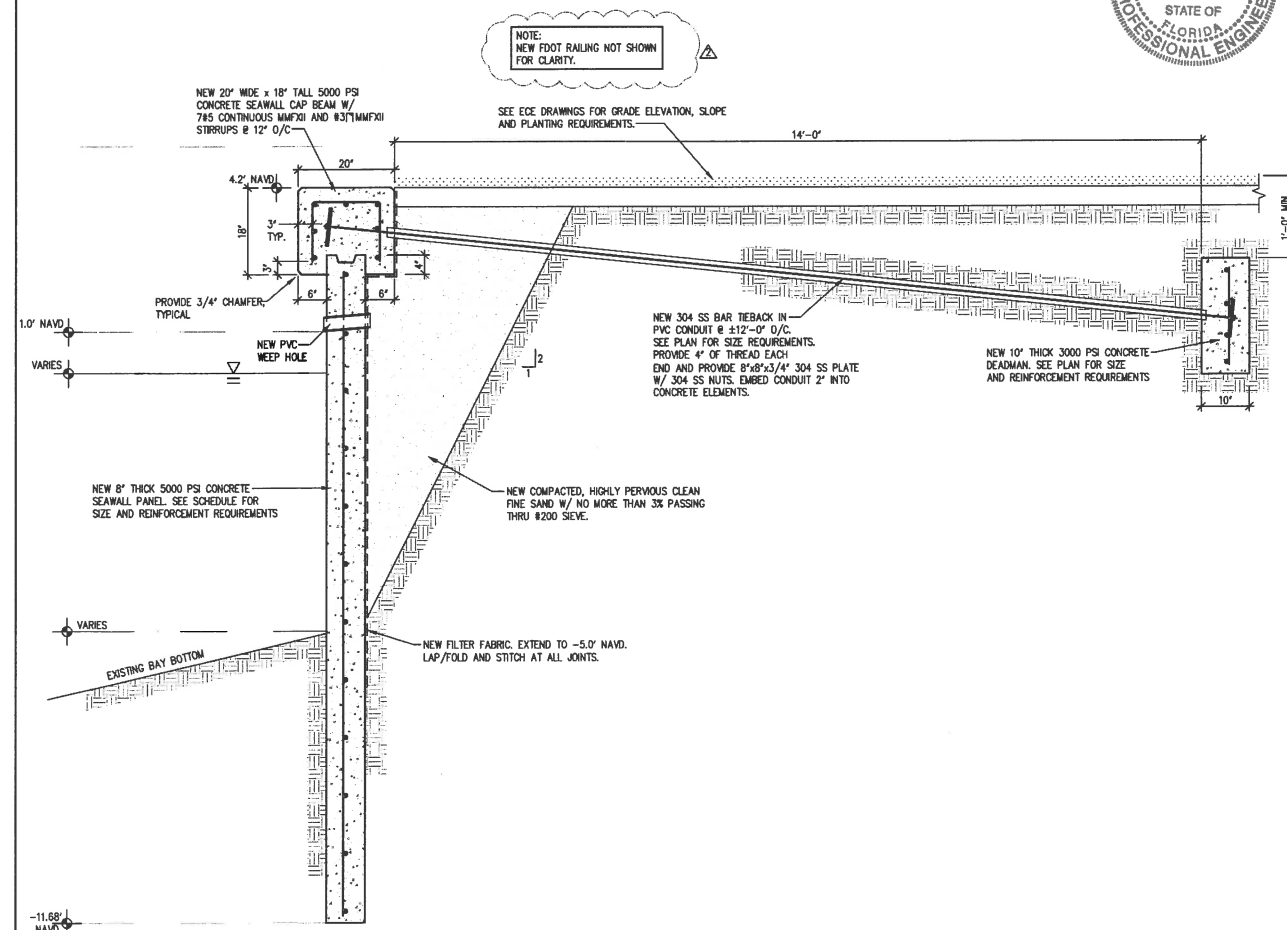 STATE OF
FLORIDA
PROFESSIONAL ENGINEE
NOTE:
NEW FDOT RAILING NOT SHOWN
FOR CLARITY.
2
NEW 20" WIDE x 18" TALL 5000 PSI
CONCRETE SEAWALL CAP BEAM W/
7#5 CONTINUOUS MMFXII AND #3 MMFXII
STIRRUPS @ 12" O/C
SEE ECE DRAWINGS FOR GRADE ELEVATION, SLOPE
AND PLANTING REQUIREMENTS.
14'-0"
20"
4.2' NAVD
18"
3"
TYP.
3"
4"
6"
6"
1'-0" MIN
PROVIDE 3/4" CHAMFER,
TYPICAL
1.0' NAVD
VARIES
NEW PVC
WEEP HOLE
2
1
NEW 304 SS BAR TIEBACK IN
PVC CONDUIT @ ±12'-0" O/C.
SEE PLAN FOR SIZE REQUIREMENTS.
PROVIDE 4" OF THREAD EACH
END AND PROVIDE 8"x8"x3/4" 304 SS PLATE
W/ 304 SS NUTS. EMBED CONDUIT 2" INTO
CONCRETE ELEMENTS.
NEW 10" THICK 3000 PSI CONCRETE
DEADMAN. SEE PLAN FOR SIZE
AND REINFORCEMENT REQUIREMENTS
10"
NEW 8" THICK 5000 PSI CONCRETE
SEAWALL PANEL. SEE SCHEDULE FOR
SIZE AND REINFORCEMENT REQUIREMENTS
NEW COMPACTED, HIGHLY PERVIOUS CLEAN
FINE SAND W/ NO MORE THAN 3% PASSING
THRU #200 SIEVE.
VARIES
EXISTING BAY BOTTOM
NEW FILTER FABRIC. EXTEND TO -5.0' NAVD.
LAP/FOLD AND STITCH AT ALL JOINTS.
-11.68'
NAVD